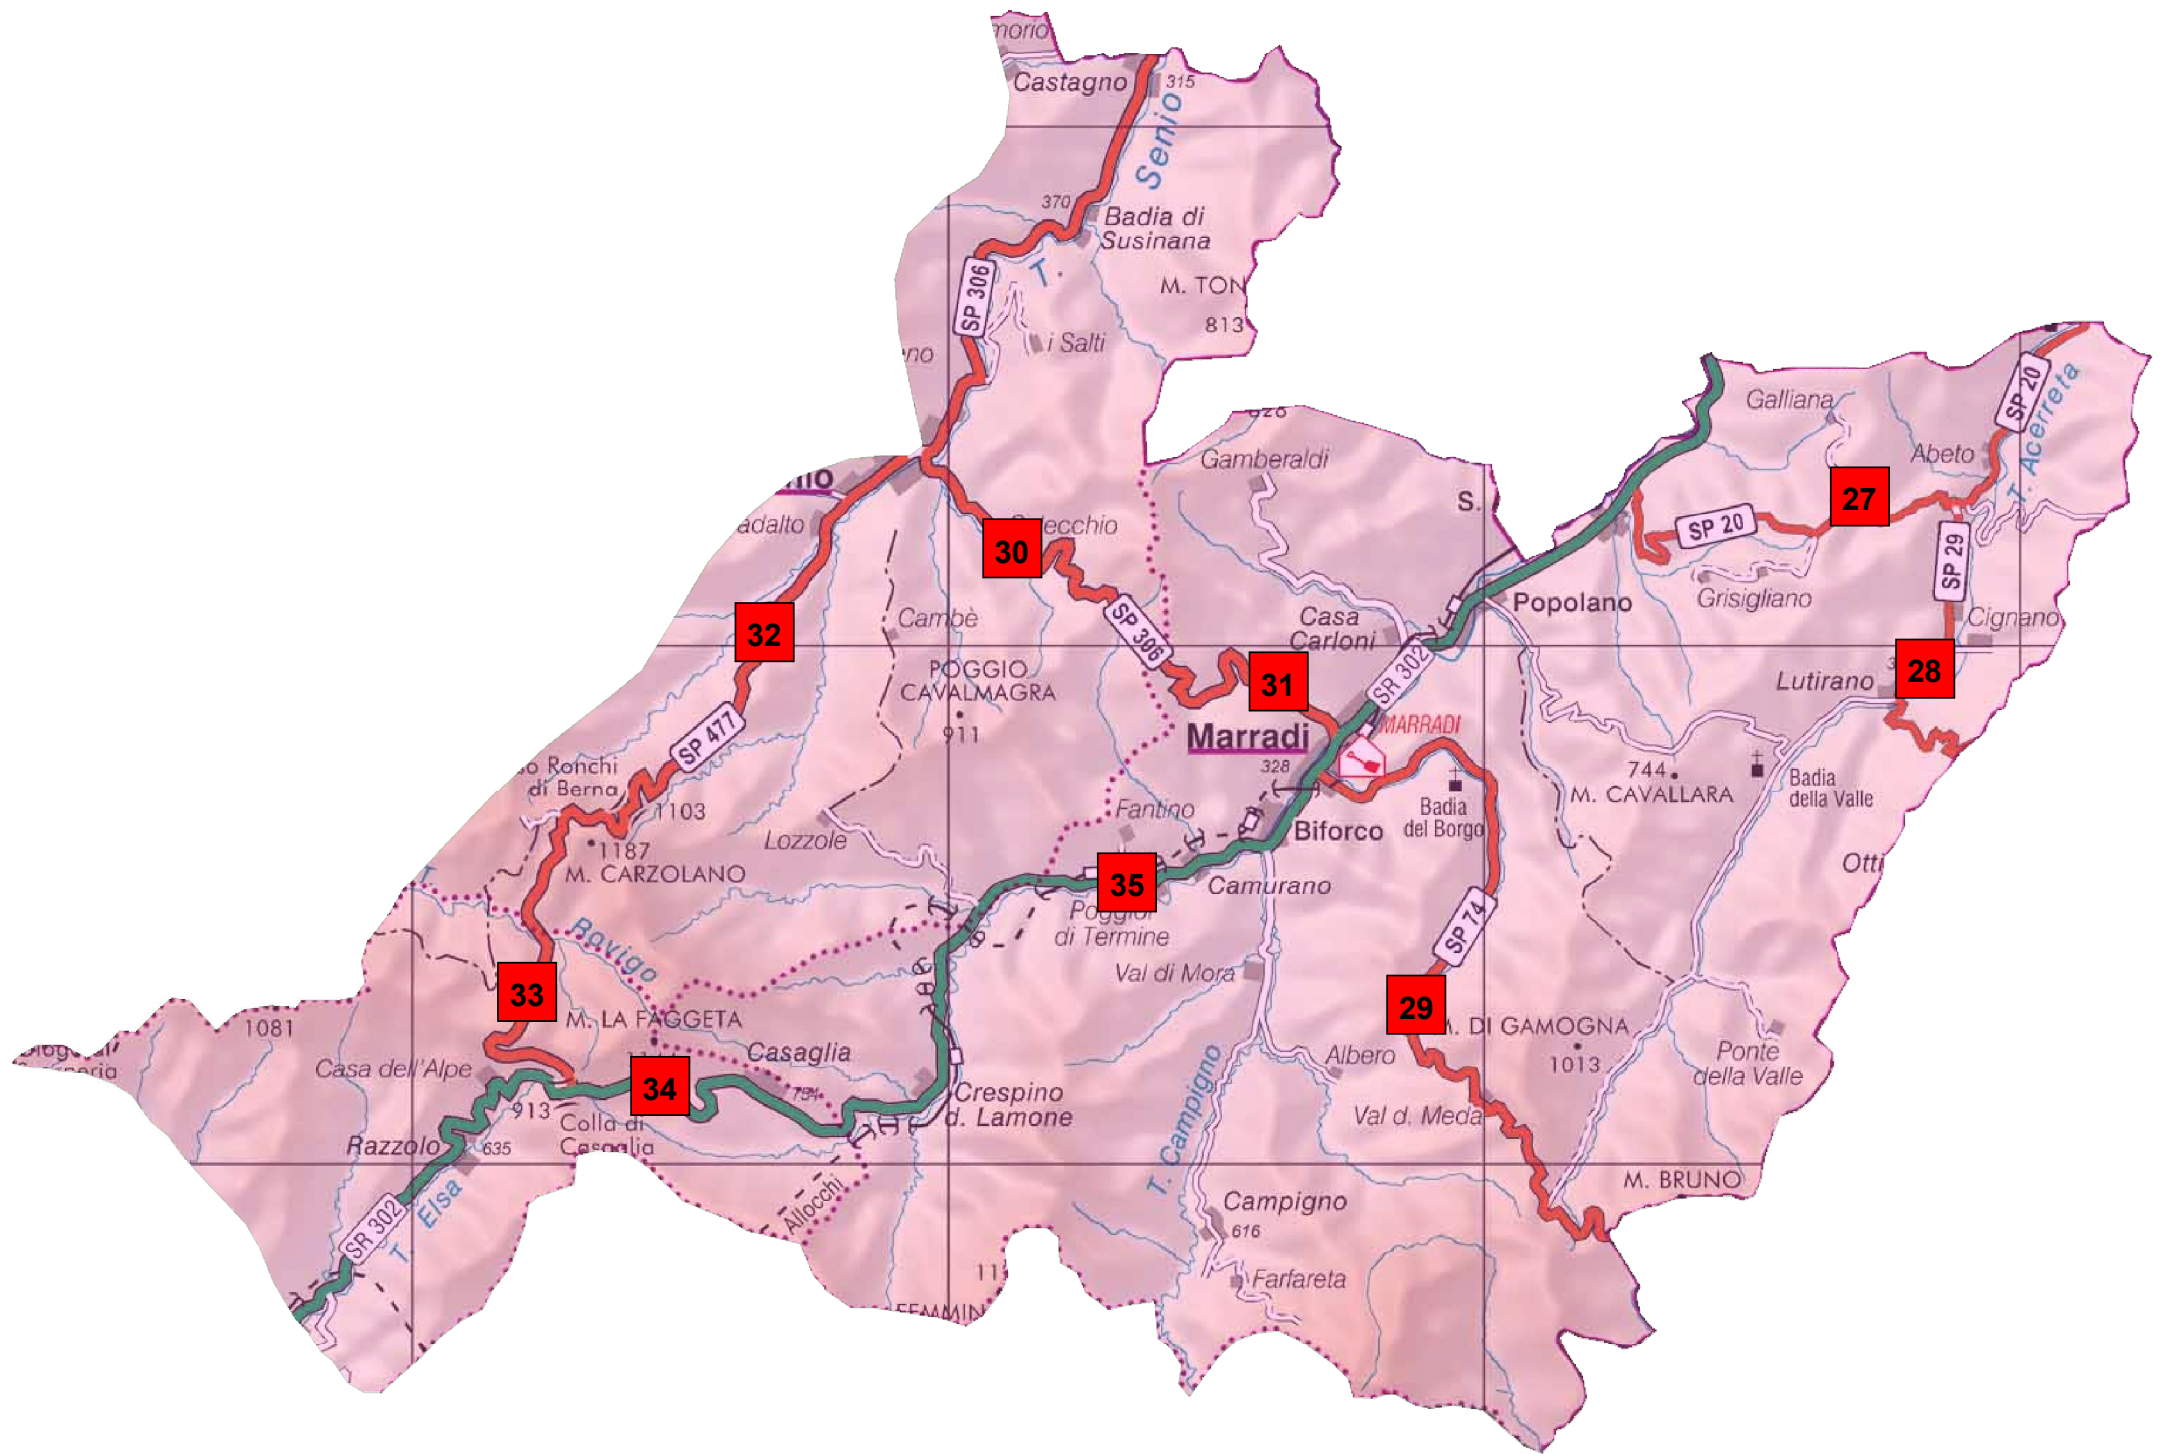 Castagno
315
Senio
370
Badia di
Susinana
T.
M. TON
813
SP 306
i Salti
Galliana
SP 20
T. Acerreta
Abeto
Gamberaldi
27
S.
SP 20
SP 29
30
Grisigliano
Popolano
Cignano
32
Cambè
SP 306
Casa
Carloni
28
Lutirano
POGGIO
CAVALMAGRA
911
31
SR 302
Marradi
MARRADI
328
SP 477
Ronchi
di Berna
1103
744
M. CAVALLARA
Badia
della Valle
Badia
del Borgo
Fantino
Biforco
Lozzole
1187
M. CARZOLANO
35
Camurano
T.
Rovigo
di Termine
SP 74
Val di Mora
33
29
M. LA FAGGETA
M. DI GAMOGNA
1013
1081
Casa dell'Alpe
Casaglia
34
Albero
Ponte
della Valle
Crespino
d. Lamone
913
Colla di
Casaglia
Val d. Meda
Razzolo
635
T. Campigno
M. BRUNO
Allocchi
SR 302
T. Elsa
Campigno
616
Farfareta
11
FEMMIN